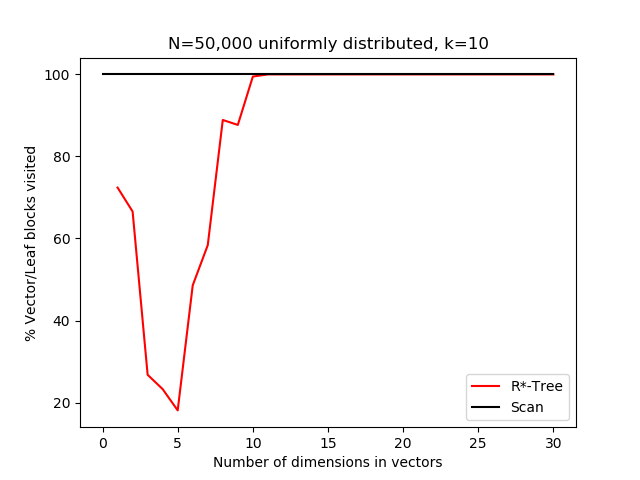 N=50,000 uniformly distributed, k=10
% Vector/Leaf blocks visited
100
80
60
40
20
0 5 10 15 20 25 30
Number of dimensions in vectors
R*-Tree
Scan